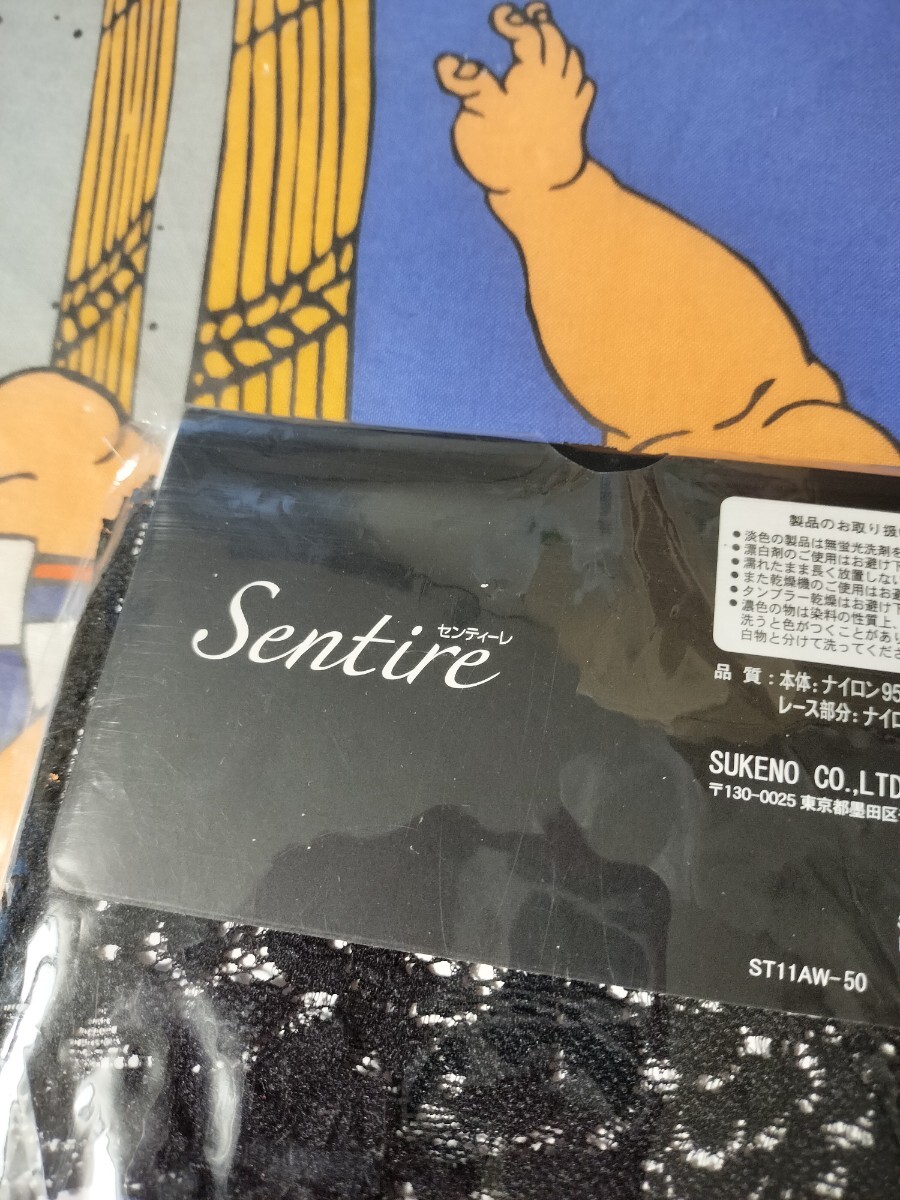 Sentire
センティーレ
製品のお取り扱い
●淡色の製品は無蛍光洗剤を
●漂白剤のご使用はお避け下
●濡れたまま長く放置しない
●また乾燥機のご使用はお避
●タンブラー乾燥はお避け下
●濃色の物は染料の性質上、
洗うと色がつくことがあり
白物と分けて洗ってくださ
品 質：本体：ナイロン95
レース部分：ナイロ
SUKENO CO.,LTD
〒130-0025 東京都墨田区
ST11AW-50